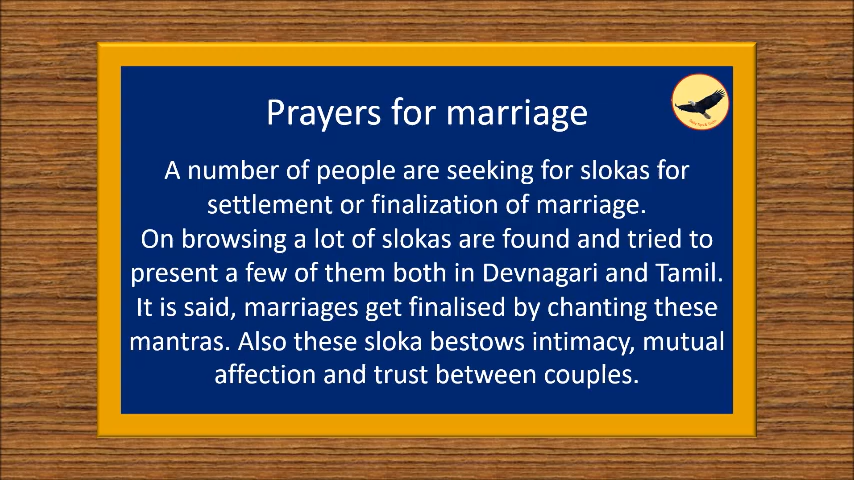 Prayers for marriage
A number of people are seeking for slokas for
settlement or finalization of marriage.
On browsing a lot of slokas are found and tried to
present a few of them both in Devnagari and Tamil.
It is said, marriages get finalised by chanting these
mantras. Also these sloka bestows intimacy, mutual
affection and trust between couples.